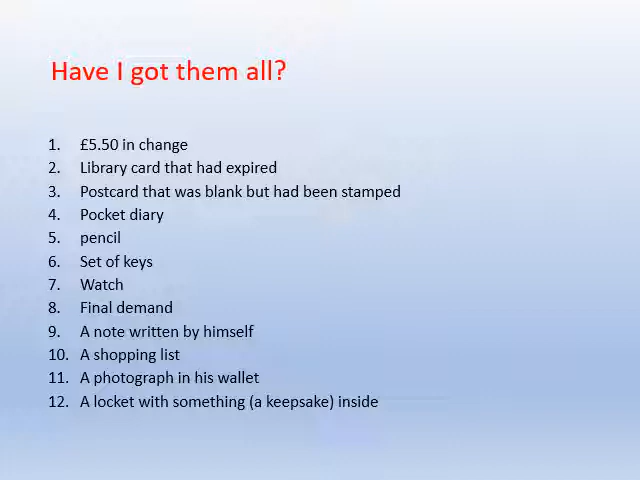 Have I got them all?
1. £5.50 in change
2. Library card that had expired
3. Postcard that was blank but had been stamped
4. Pocket diary
5. pencil
6. Set of keys
7. Watch
8. Final demand
9. A note written by himself
10. A shopping list
11. A photograph in his wallet
12. A locket with something (a keepsake) inside